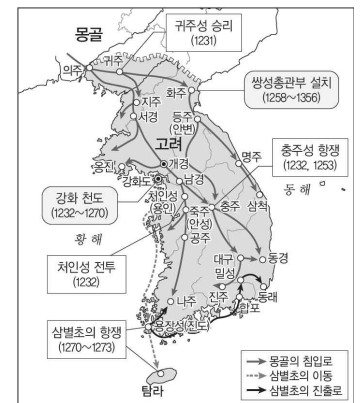 몽골
귀주성 승리
(1231)
의주
귀주
화주
쌍성총관부 설치
(1258~1356)
지주
서경
등주
(안변)
고려
옹진
개경
명주
충주성 항쟁
(1232, 1253)
강화도
남경
동해
강화 천도
(1232~1270)
처인성
(용인)
죽주
(안성)
충주
삼척
황해
공주
처인성 전투
(1232)
대구
동경
밀성
나주
진주
동래
합포
삼별초의 항쟁
(1270~1273)
용장성(진도)
탐라
몽골의 침입로
삼별초의 이동
삼별초의 진출로